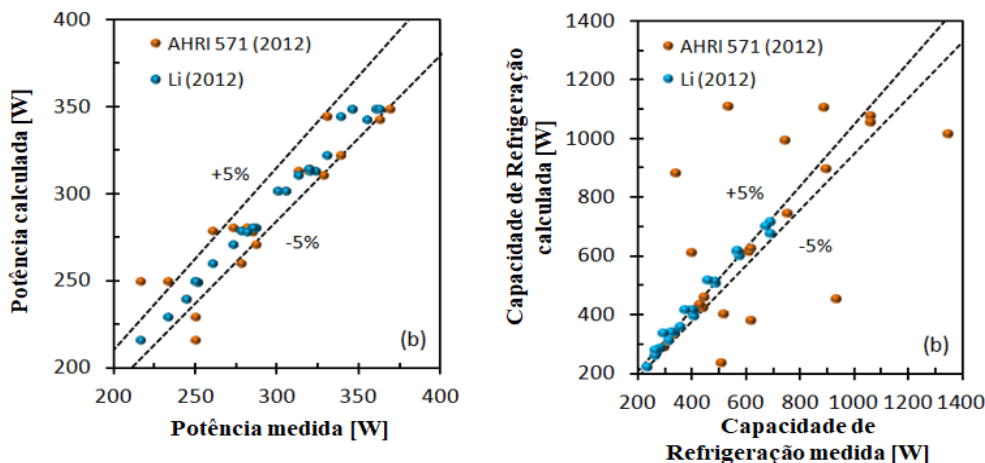 400
350
300
250
200
Potência calculada [W]
AHRI 571 (2012)
Li (2012)
+5%
-5%
(b)
200
250
300
350
400
Potência medida [W]
1400
1200
1000
800
600
400
200
Capacidade de Refrigeração
calculada [W]
AHRI 571 (2012)
Li (2012)
+5%
-5%
(b)
200 400 600 800 1000 1200 1400
Capacidade de
Refrigeração medida [W]